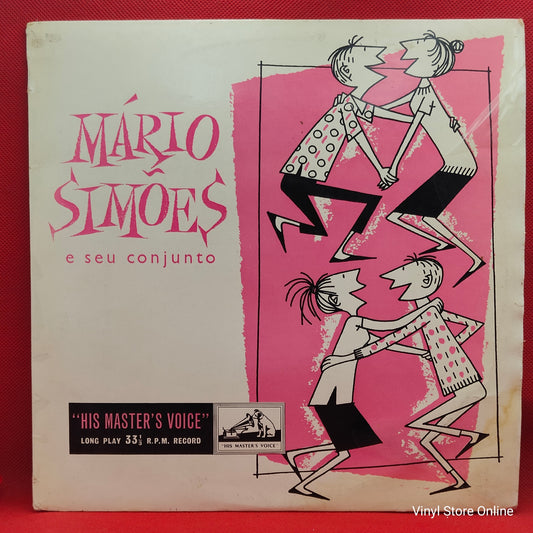 MÁRIO
SIMÕES
e seu conjunto
"HIS MASTER'S VOICE"
LONG PLAY 33⅓ R.P.M. RECORD
"HIS MASTER'S VOICE"
Vinyl Store Online